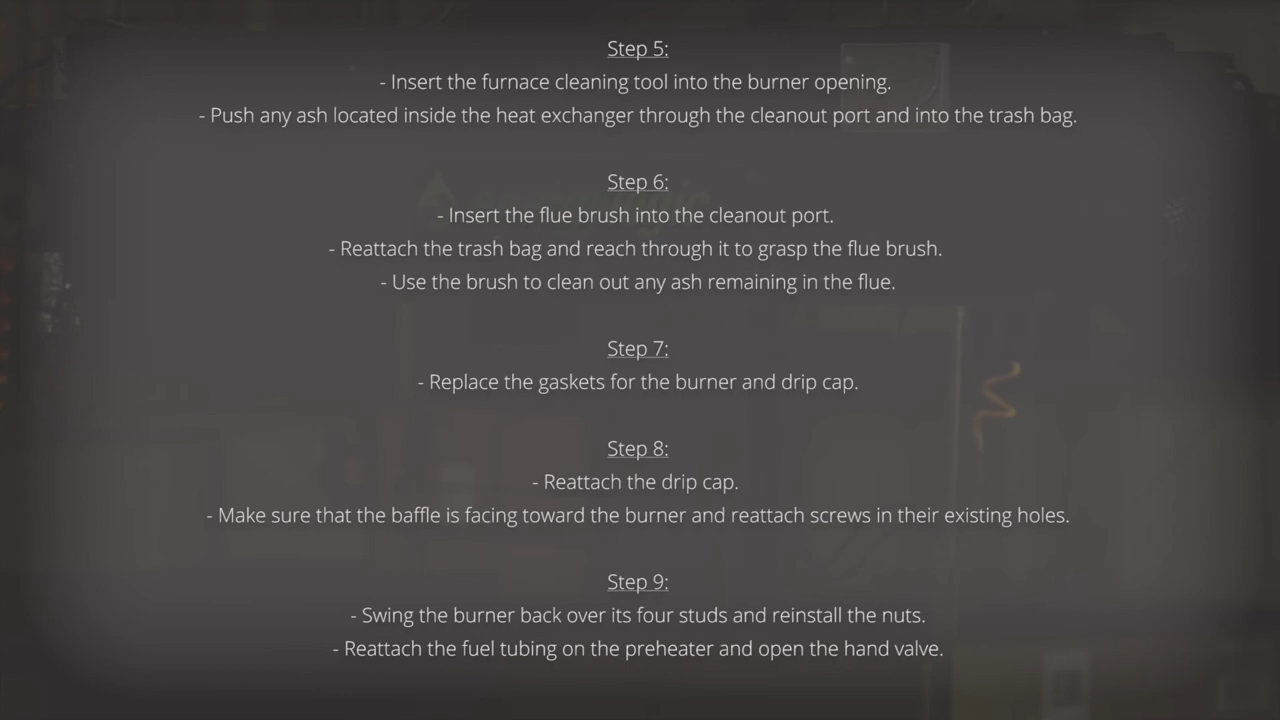 Step 5:
- Insert the furnace cleaning tool into the burner opening.
- Push any ash located inside the heat exchanger through the cleanout port and into the trash bag.
Step 6:
- Insert the flue brush into the cleanout port.
- Reattach the trash bag and reach through it to grasp the flue brush.
- Use the brush to clean out any ash remaining in the flue.
Step 7:
- Replace the gaskets for the burner and drip cap.
Step 8:
- Reattach the drip cap.
- Make sure that the baffle is facing toward the burner and reattach screws in their existing holes.
Step 9:
- Swing the burner back over its four studs and reinstall the nuts.
- Reattach the fuel tubing on the preheater and open the hand valve.